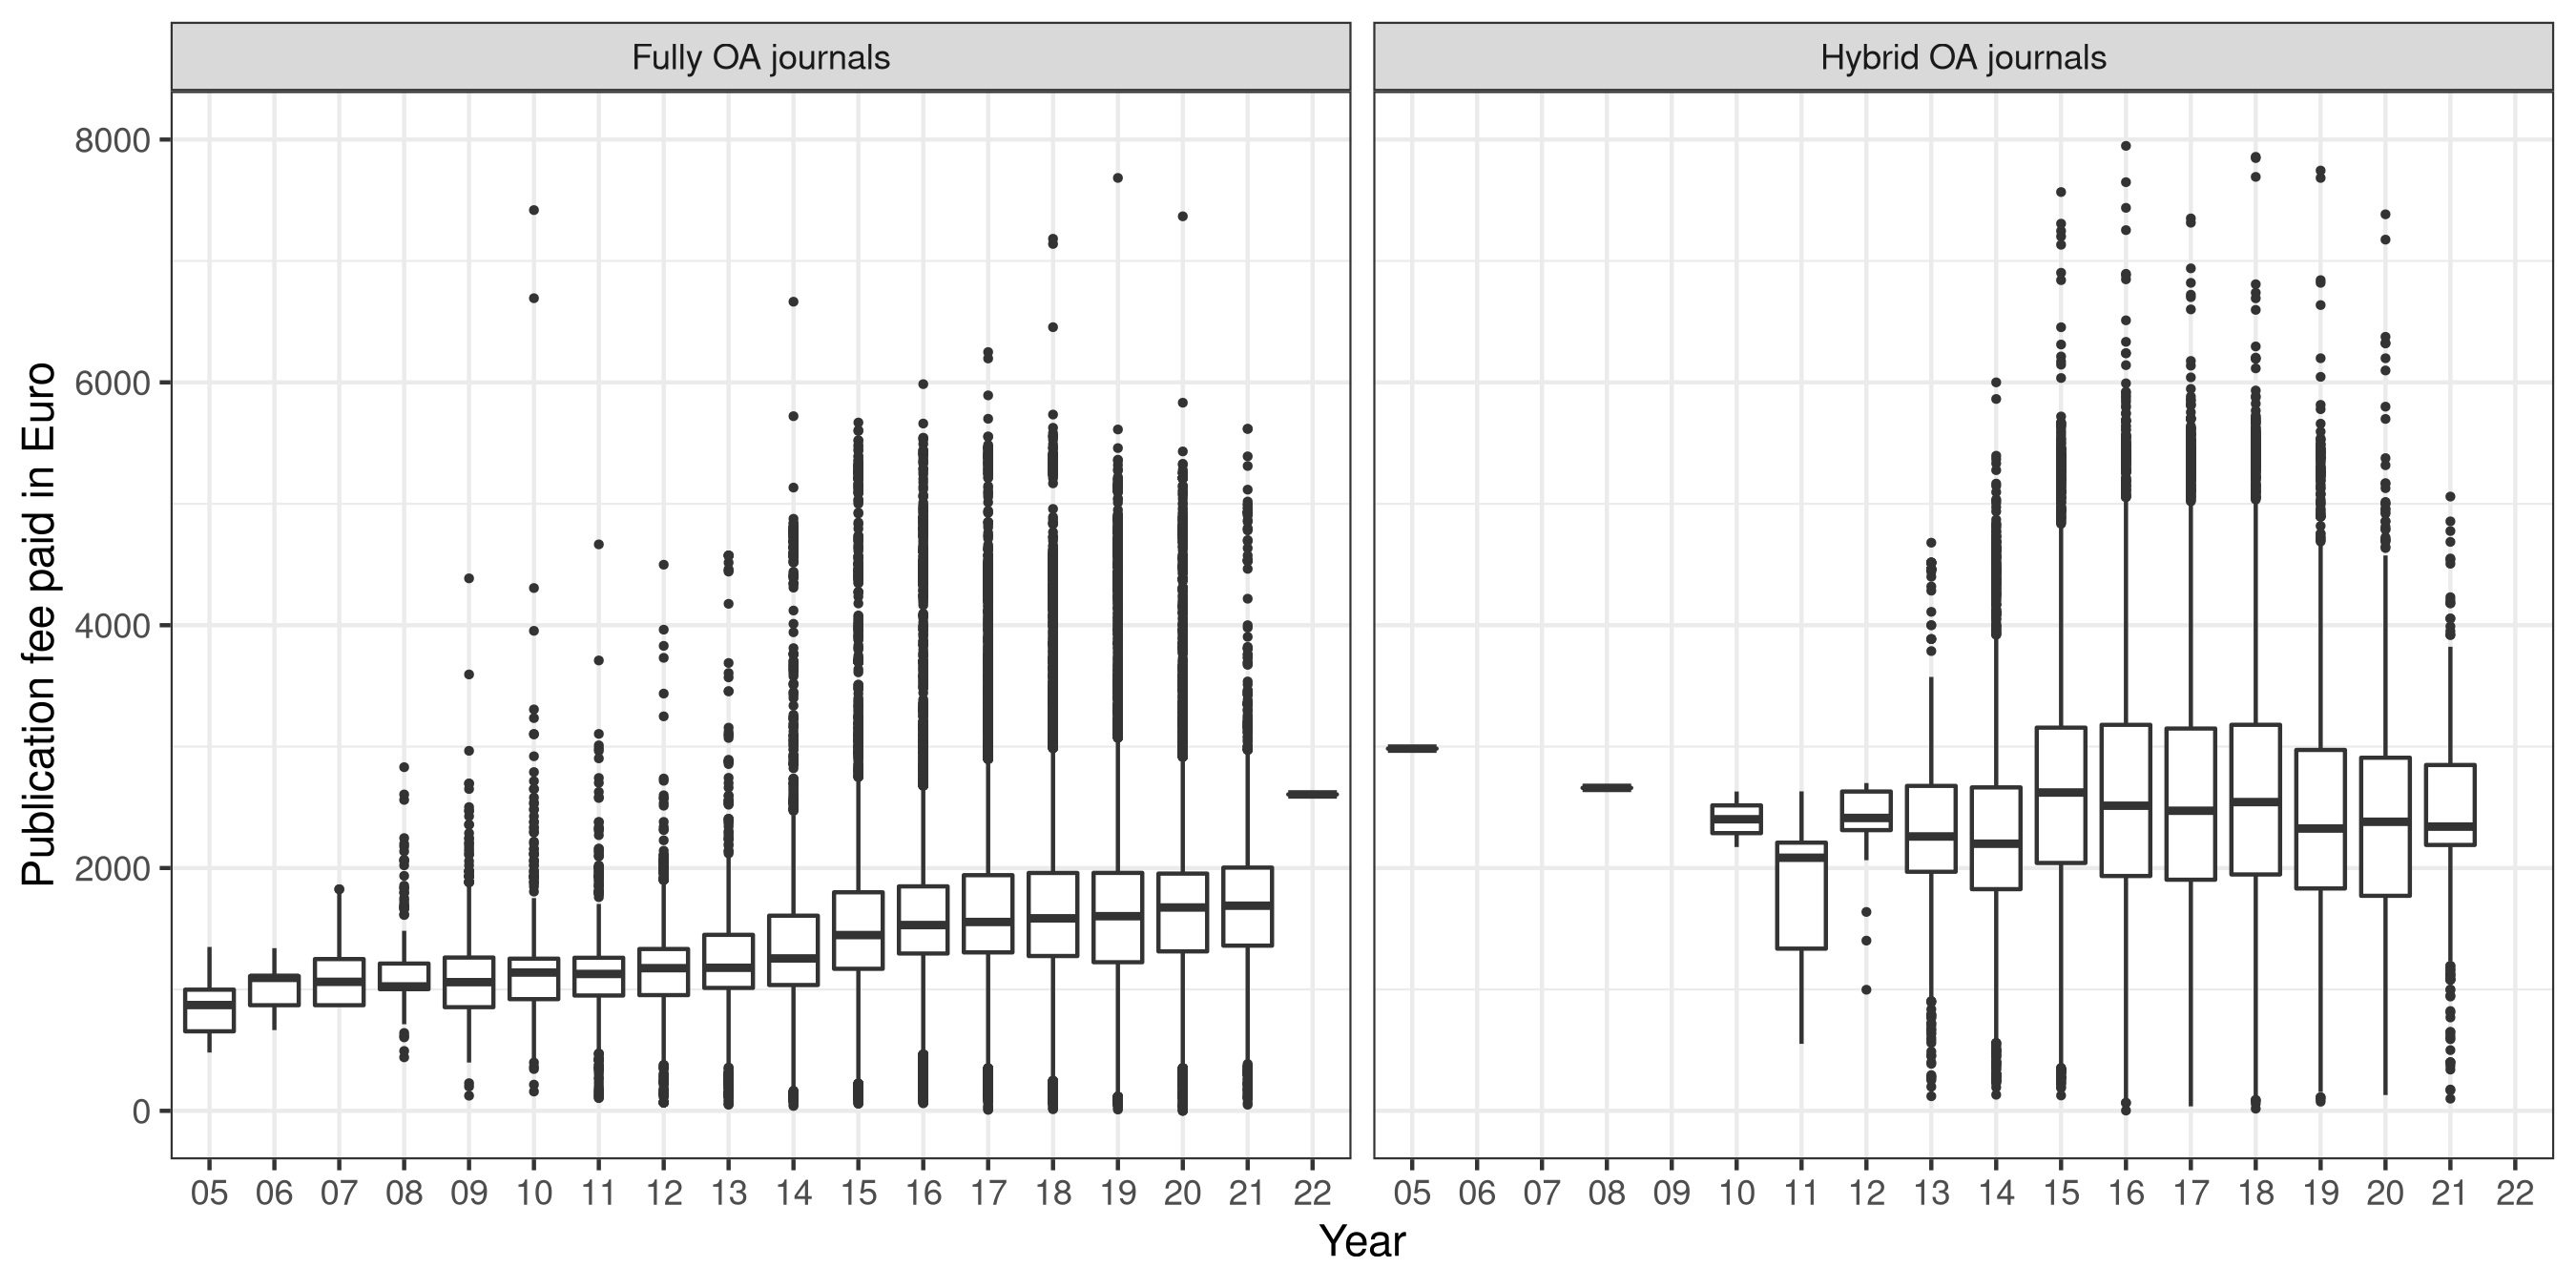 Fully OA journals
Hybrid OA journals
Publication fee paid in Euro
8000
6000
4000
2000
0
05 06 07 08 09 10 11 12 13 14 15 16 17 18 19 20 21 22
05 06 07 08 09 10 11 12 13 14 15 16 17 18 19 20 21 22
Year